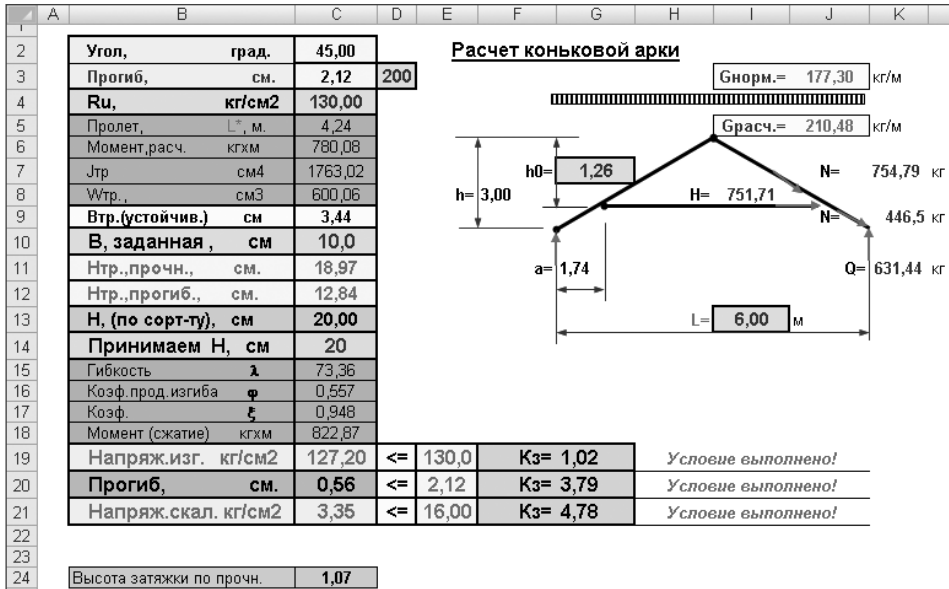 A B C D E F G H I J K
2 Угол, град. 45,00 Расчет коньковой арки
3 Прогиб, см. 2,12 200 Gнорм.= 177,30 кг/м
4 Ru, кг/см2 130,00
5 Пролет, L*, м. 4,24 Gрасч.= 210,48 кг/м
6 Момент,расч. кгхм 780,08
7 Jтр см4 1763,02 h0= 1,26 N= 754,79 кг
8 Wтр., см3 600,06 h= 3,00 H= 751,71
9 Bтр.(устойчив.) см 3,44 N= 446,5 кг
10 В, заданная , см 10,0
11 Нтр.,прочн., см. 18,97 a= 1,74 Q= 631,44 кг
12 Нтр.,прогиб., см. 12,84
13 Н, (по сорт-ту), см 20,00 L= 6,00 м
14 Принимаем Н, см 20
15 Гибкость λ 73,36
16 Коэф.прод.изгиба φ 0,557
17 Коэф. ξ 0,948
18 Момент (сжатие) кгхм 822,87
19 Напряж.изг. кг/см2 127,20 <= 130,0 Кз= 1,02 Условие выполнено!
20 Прогиб, см. 0,56 <= 2,12 Кз= 3,79 Условие выполнено!
21 Напряж.скал. кг/см2 3,35 <= 16,00 Кз= 4,78 Условие выполнено!
22
23
24 Высота затяжки по прочн. 1,07